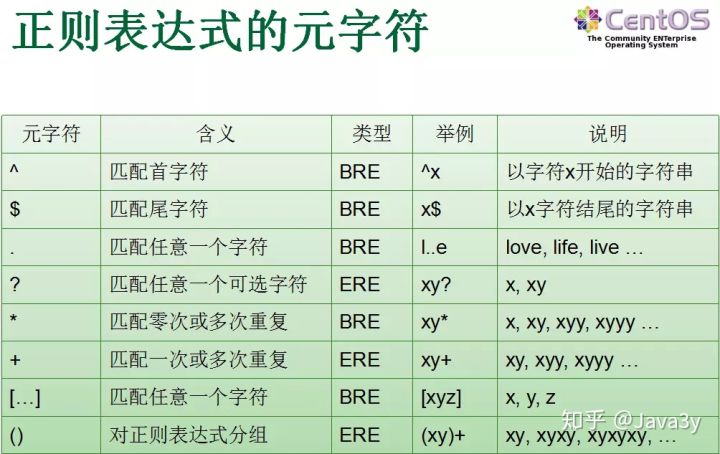 正则表达式的元字符
CentOS
The Community ENTerprise
Operating System
元字符 含义 类型 举例 说明
^ 匹配首字符 BRE ^x 以字符x开始的字符串
$ 匹配尾字符 BRE x$ 以x字符结尾的字符串
. 匹配任意一个字符 BRE l..e love, life, live …
? 匹配任意一个可选字符 ERE xy? x, xy
* 匹配零次或多次重复 BRE xy* x, xy, xyy, xyyy …
+ 匹配一次或多次重复 ERE xy+ xy, xyy, xyyy …
[…] 匹配任意一个字符 BRE [xyz] x, y, z
() 对正则表达式分组 ERE (xy)+ xy, xyxy, xyxyxy, …
知乎 @Java3y